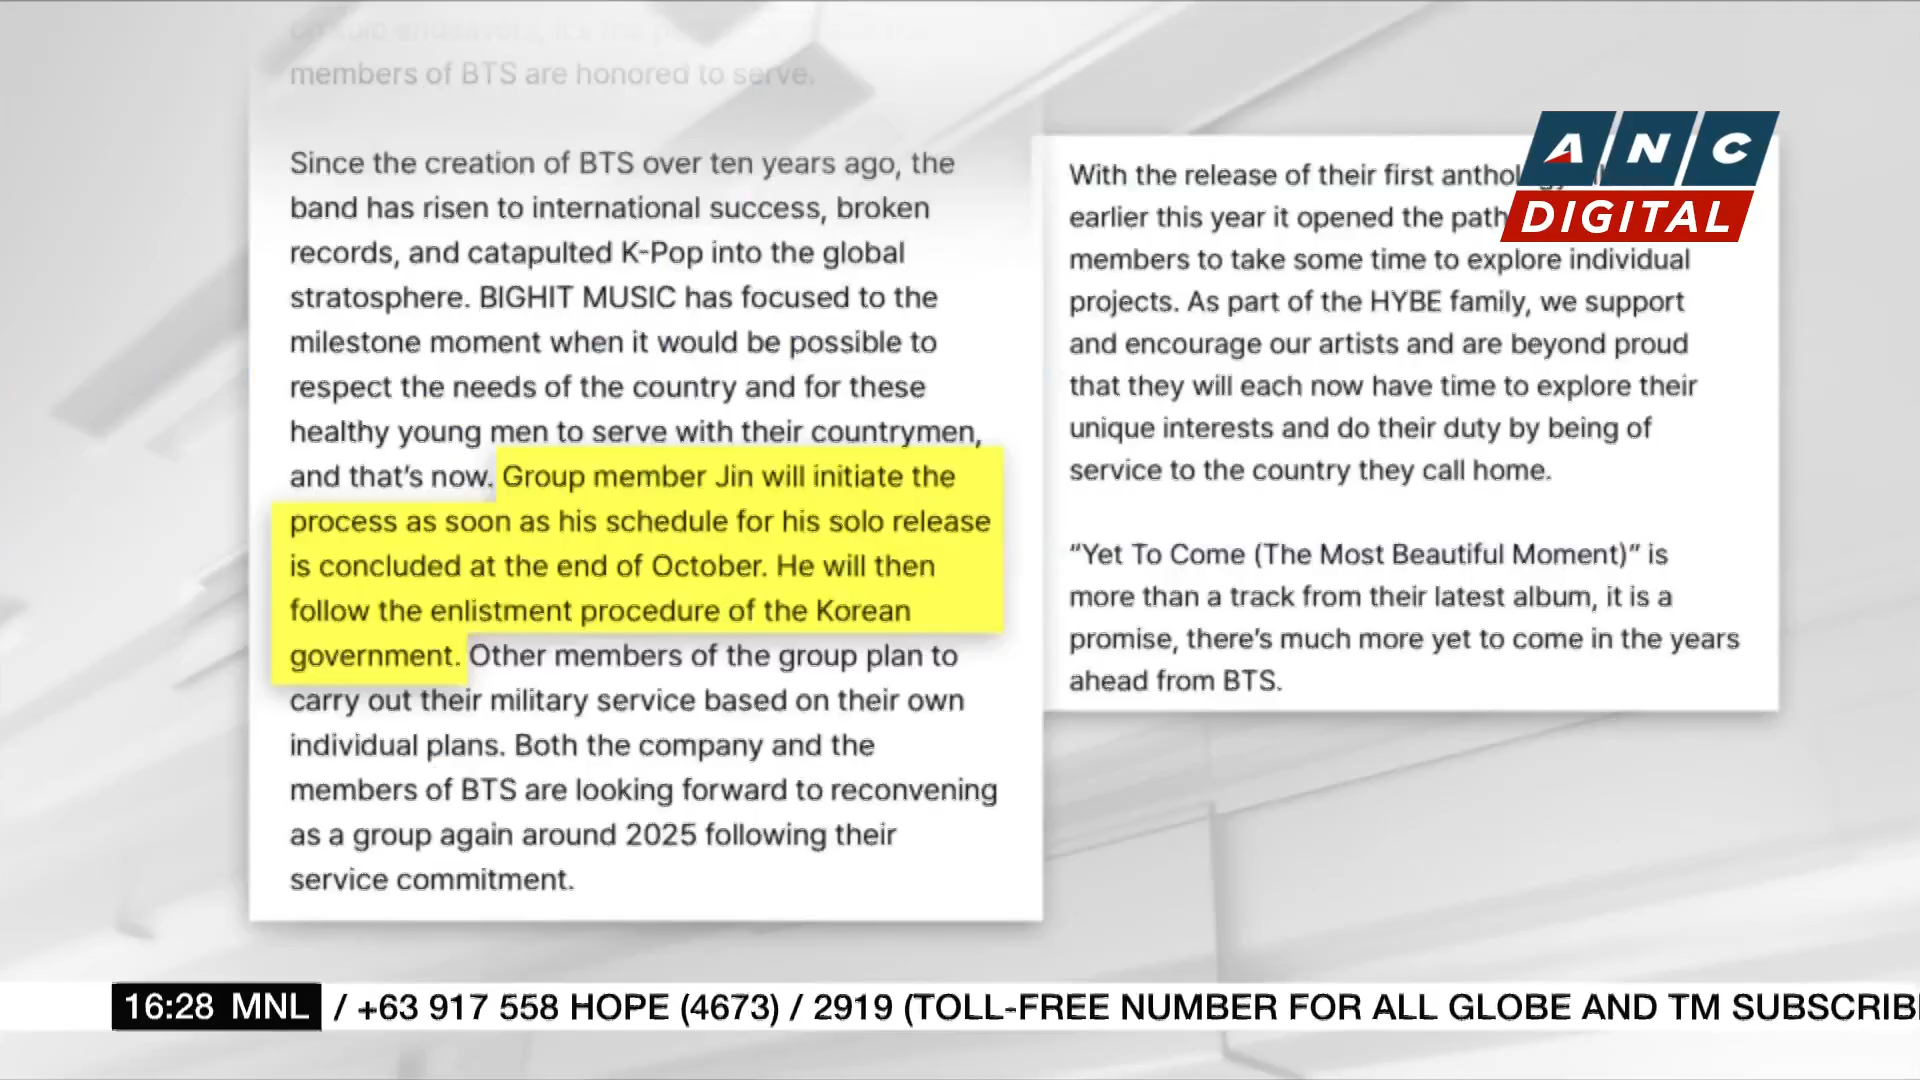 members of BTS are honored to serve.
Since the creation of BTS over ten years ago, the
band has risen to international success, broken
records, and catapulted K-Pop into the global
stratosphere. BIGHIT MUSIC has focused to the
milestone moment when it would be possible to
respect the needs of the country and for these
healthy young men to serve with their countrymen,
and that's now. Group member Jin will initiate the
process as soon as his schedule for his solo release
is concluded at the end of October. He will then
follow the enlistment procedure of the Korean
government. Other members of the group plan to
carry out their military service based on their own
individual plans. Both the company and the
members of BTS are looking forward to reconvening
as a group again around 2025 following their
service commitment.
With the release of their first
earlier this year it opened the path
members to take some time to explore individual
projects. As part of the HYBE family, we support
and encourage our artists and are beyond proud
that they will each now have time to explore their
unique interests and do their duty by being of
service to the country they call home.
“Yet To Come (The Most Beautiful Moment)” is
more than a track from their latest album, it is a
promise, there's much more yet to come in the years
ahead from BTS.
ANC
DIGITAL
16:28 MNL / +63 917 558 HOPE (4673) / 2919 (TOLL-FREE NUMBER FOR ALL GLOBE AND TM